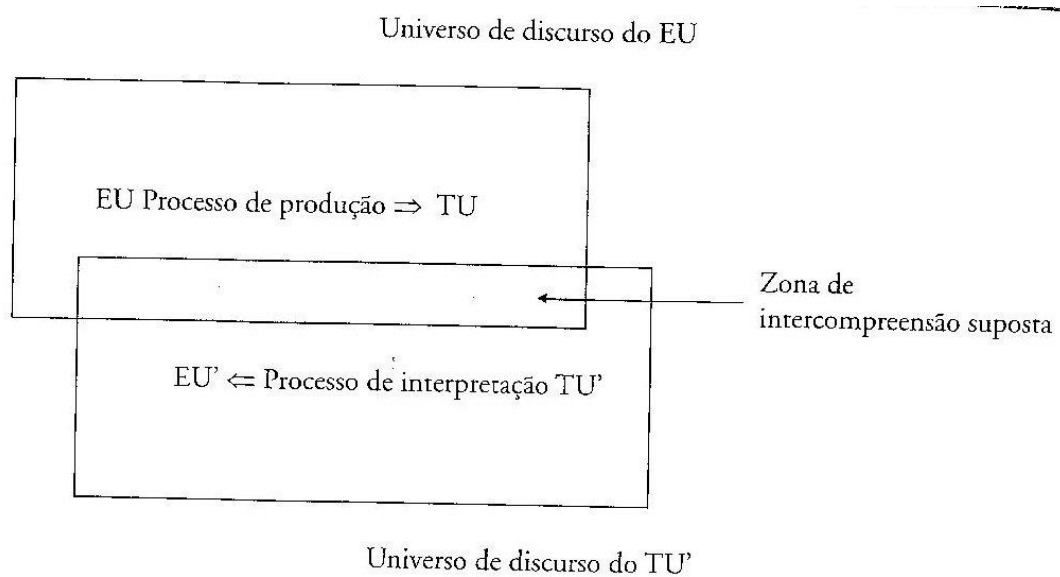 Universo de discurso do EU
EU Processo de produção ⇒ TU
Zona de
intercompreensão suposta
EU’ ⇐ Processo de interpretação TU’
Universo de discurso do TU’